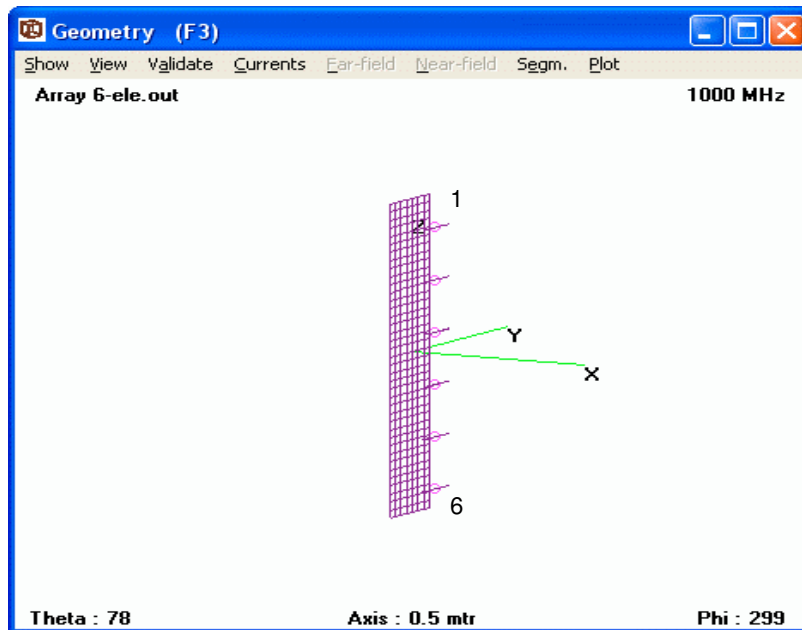 Geometry (F3)
Show View Validate Currents Far-field Near-field Segm. Plot
Array 6-ele.out 1000 MHz
1
Z
Y
X
6
Theta : 78 Axis : 0.5 mtr Phi : 299